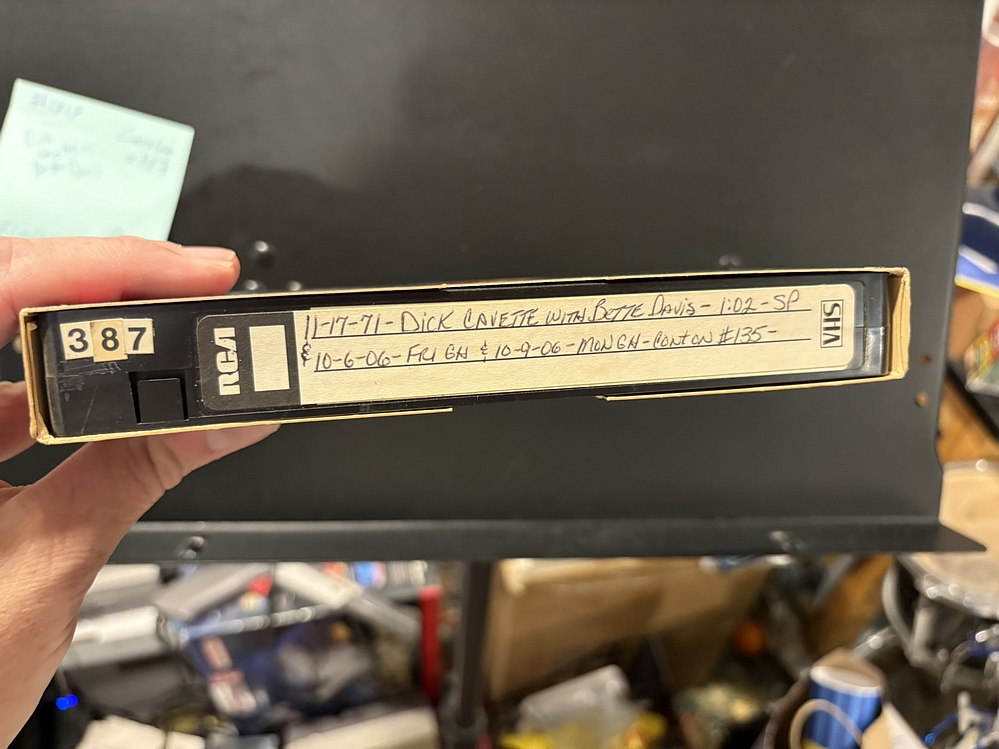 387
RCA
11-17-71-DICK CAVETTE WITH BETTE DAVIS-1:02-SP
& 10-6-06-FRI GH & 10-9-06-MON GH-CONT ON #135-
VHS